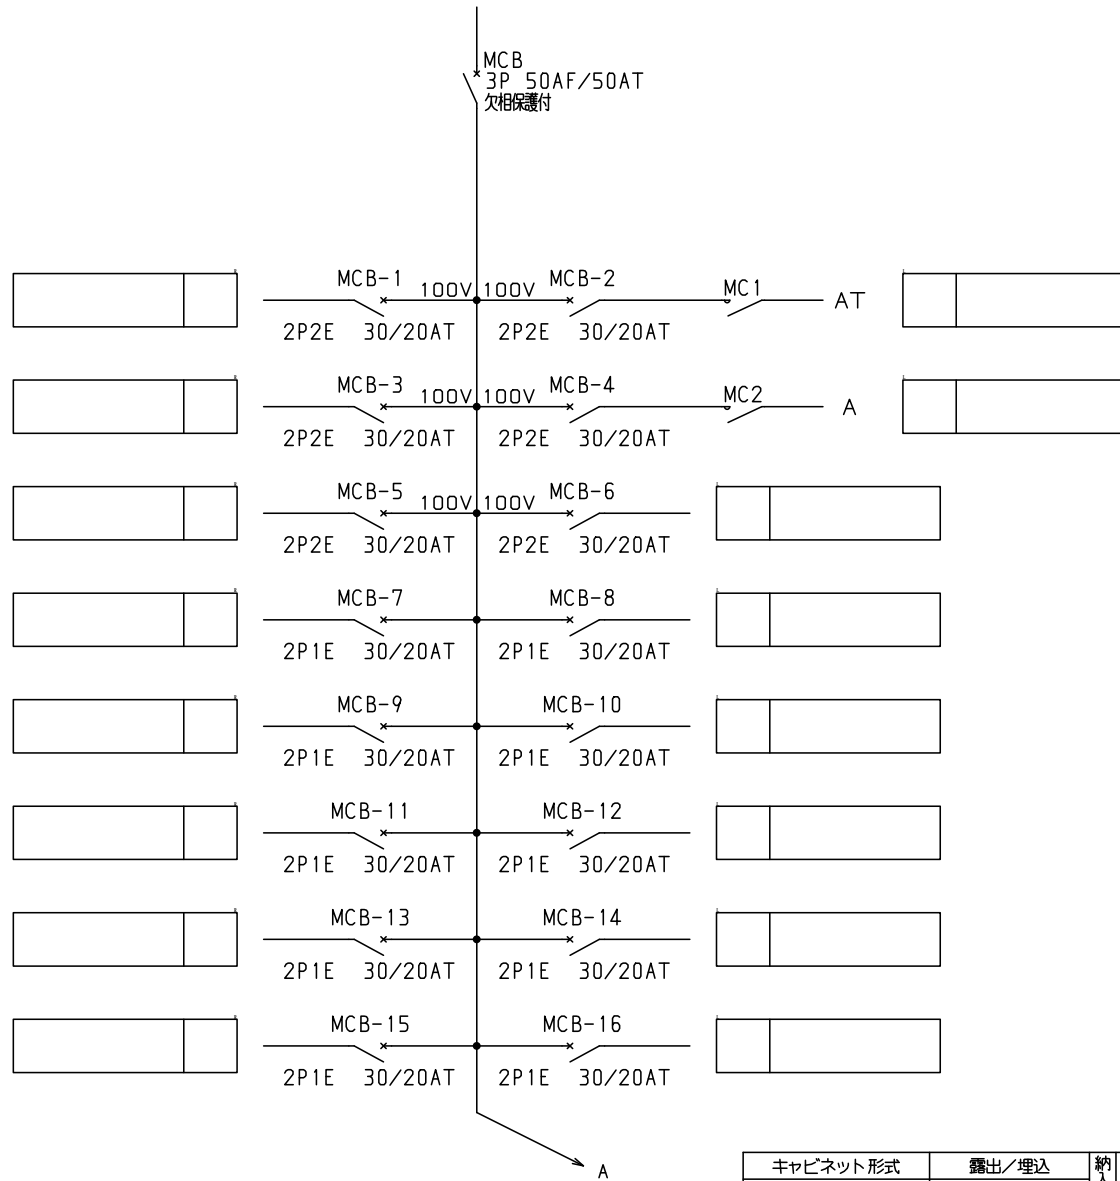 MCB
3P 50AF/50AT
欠相保護付
MCB-1 100V 100V MCB-2 MC1 AT
2P2E 30/20AT 2P2E 30/20AT
MCB-3 100V 100V MCB-4 MC2 A
2P2E 30/20AT 2P2E 30/20AT
MCB-5 100V 100V MCB-6
2P2E 30/20AT 2P2E 30/20AT
MCB-7 MCB-8
2P1E 30/20AT 2P1E 30/20AT
MCB-9 MCB-10
2P1E 30/20AT 2P1E 30/20AT
MCB-11 MCB-12
2P1E 30/20AT 2P1E 30/20AT
MCB-13 MCB-14
2P1E 30/20AT 2P1E 30/20AT
MCB-15 MCB-16
2P1E 30/20AT 2P1E 30/20AT
A
キャビネット形式 露出/埋込 納入